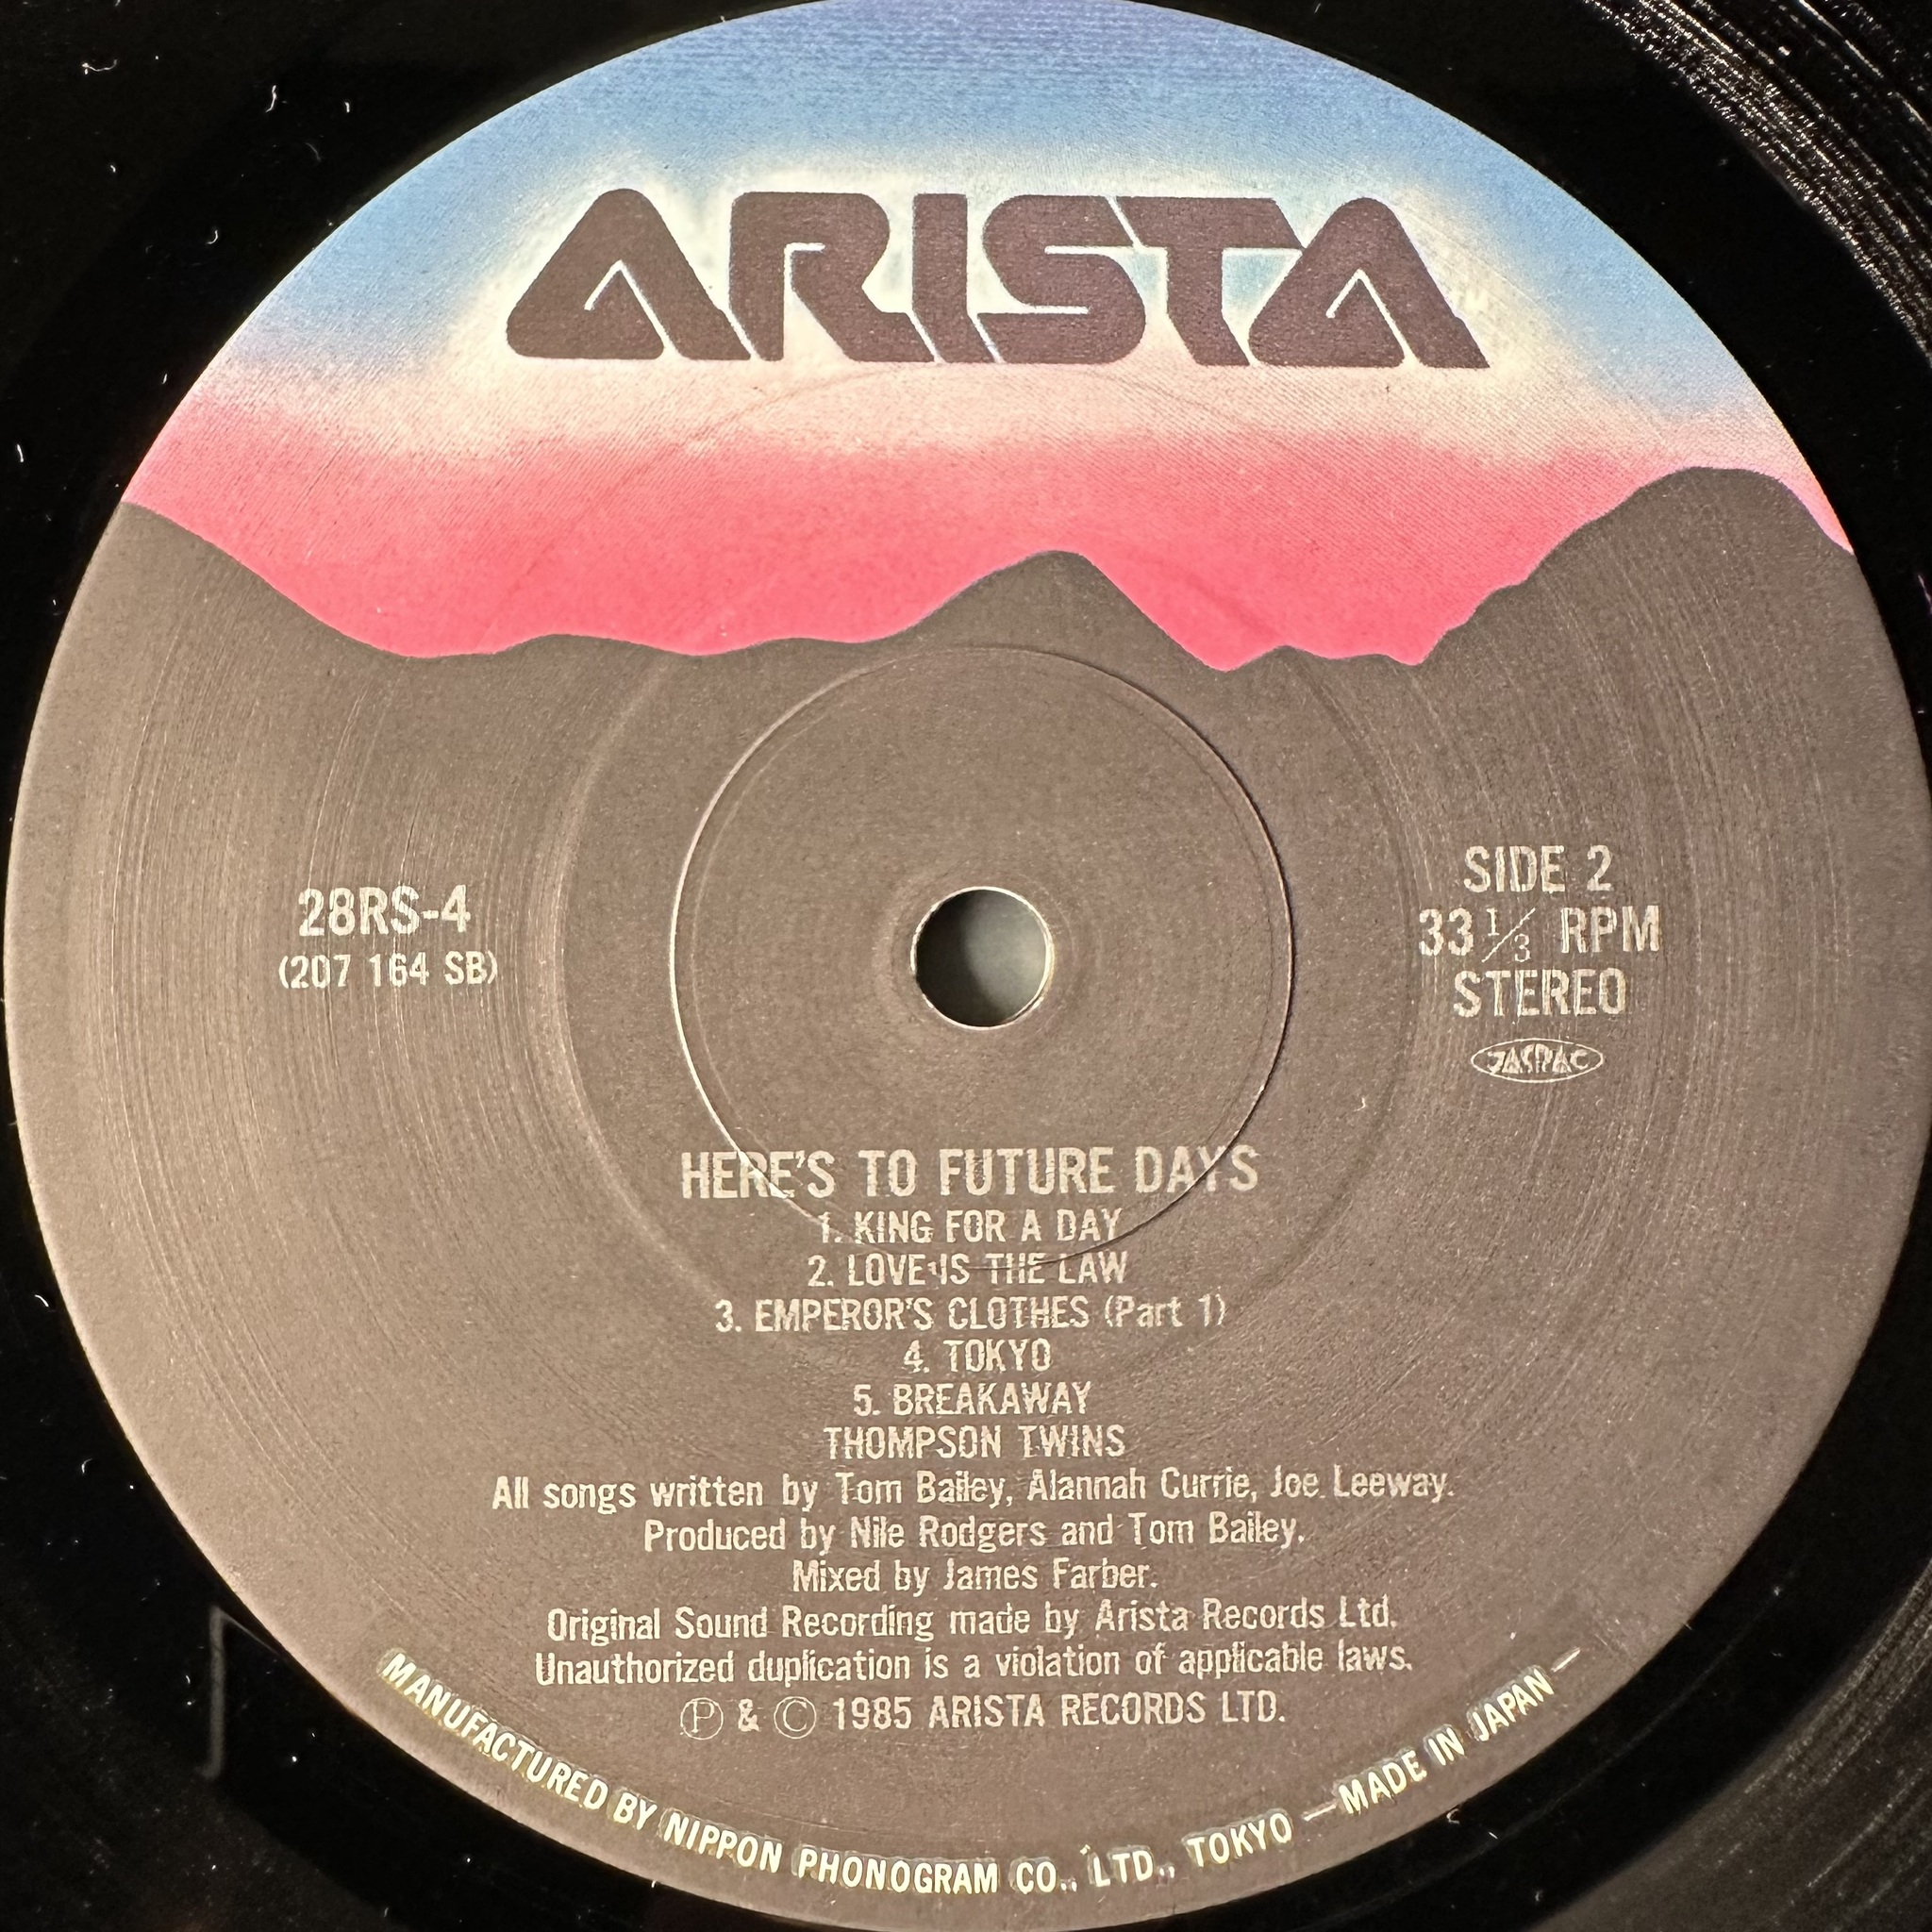 ARISTA
TM
28RS-4
(207 164 SB)
SIDE 2
33 1/3 RPM
STEREO
JASRAC
HERE'S TO FUTURE DAYS
1. KING FOR A DAY
2. LOVE IS THE LAW
3. EMPEROR'S CLOTHES (Part 1)
4. TOKYO
5. BREAKAWAY
THOMPSON TWINS
All songs written by Tom Bailey, Alannah Currie, Joe Leeway.
Produced by Nile Rodgers and Tom Bailey.
Mixed by James Farber.
Original Sound Recording made by Arista Records Ltd.
Unauthorized duplication is a violation of applicable laws.
Ⓟ & © 1985 ARISTA RECORDS LTD.
MANUFACTURED BY NIPPON PHONOGRAM CO., LTD., TOKYO — MADE IN JAPAN —